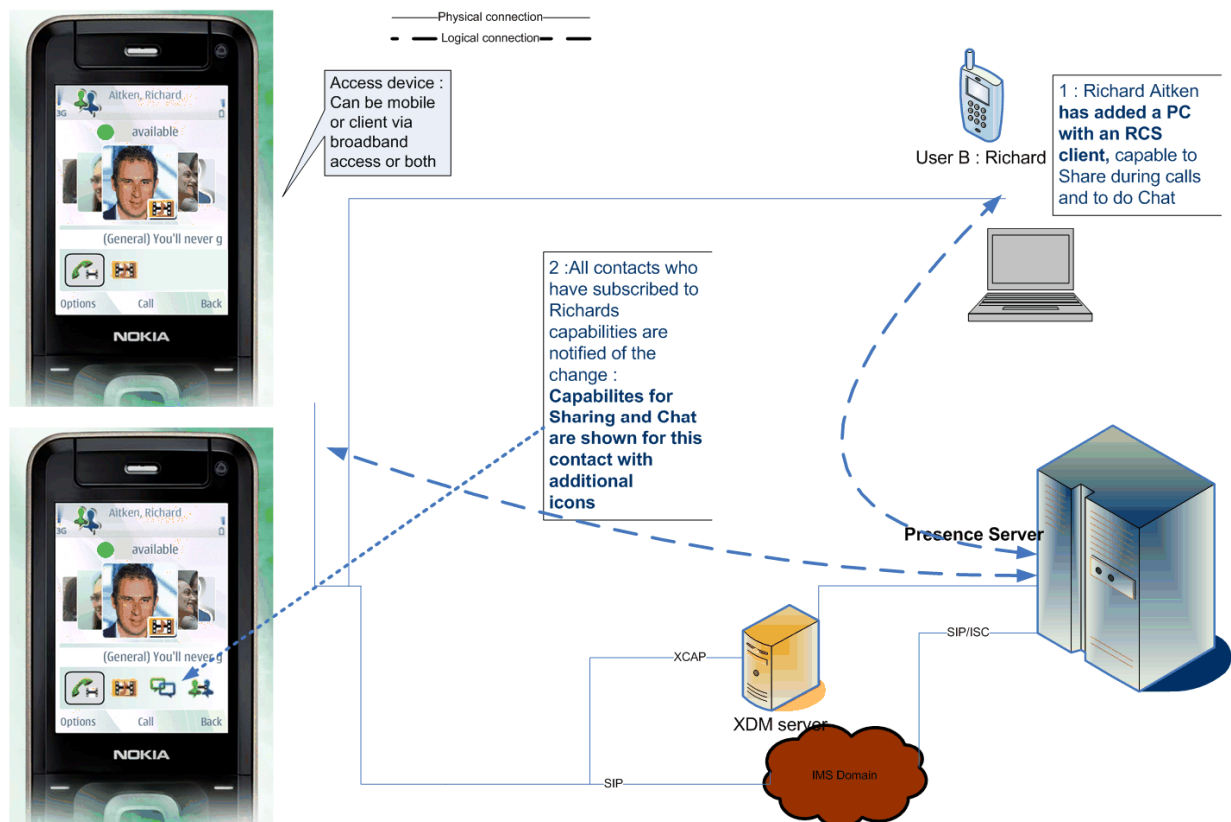 Physical connection
Logical connection
Aitken, Richard
3G
available
(General) You'll never g
Options Call Back
NOKIA
Access device :
Can be mobile
or client via
broadband
access or both
User B : Richard
1 : Richard Aitken
has added a PC
with an RCS
client, capable to
Share during calls
and to do Chat
2 :All contacts who
have subscribed to
Richards
capabilities are
notified of the
change :
Capabilites for
Sharing and Chat
are shown for this
contact with
additional
icons
Aitken, Richard
3G
available
(General) You'll never g
Options Call Back
NOKIA
Presence Server
SIP/ISC
XCAP
XDM server
IMS Domain
SIP